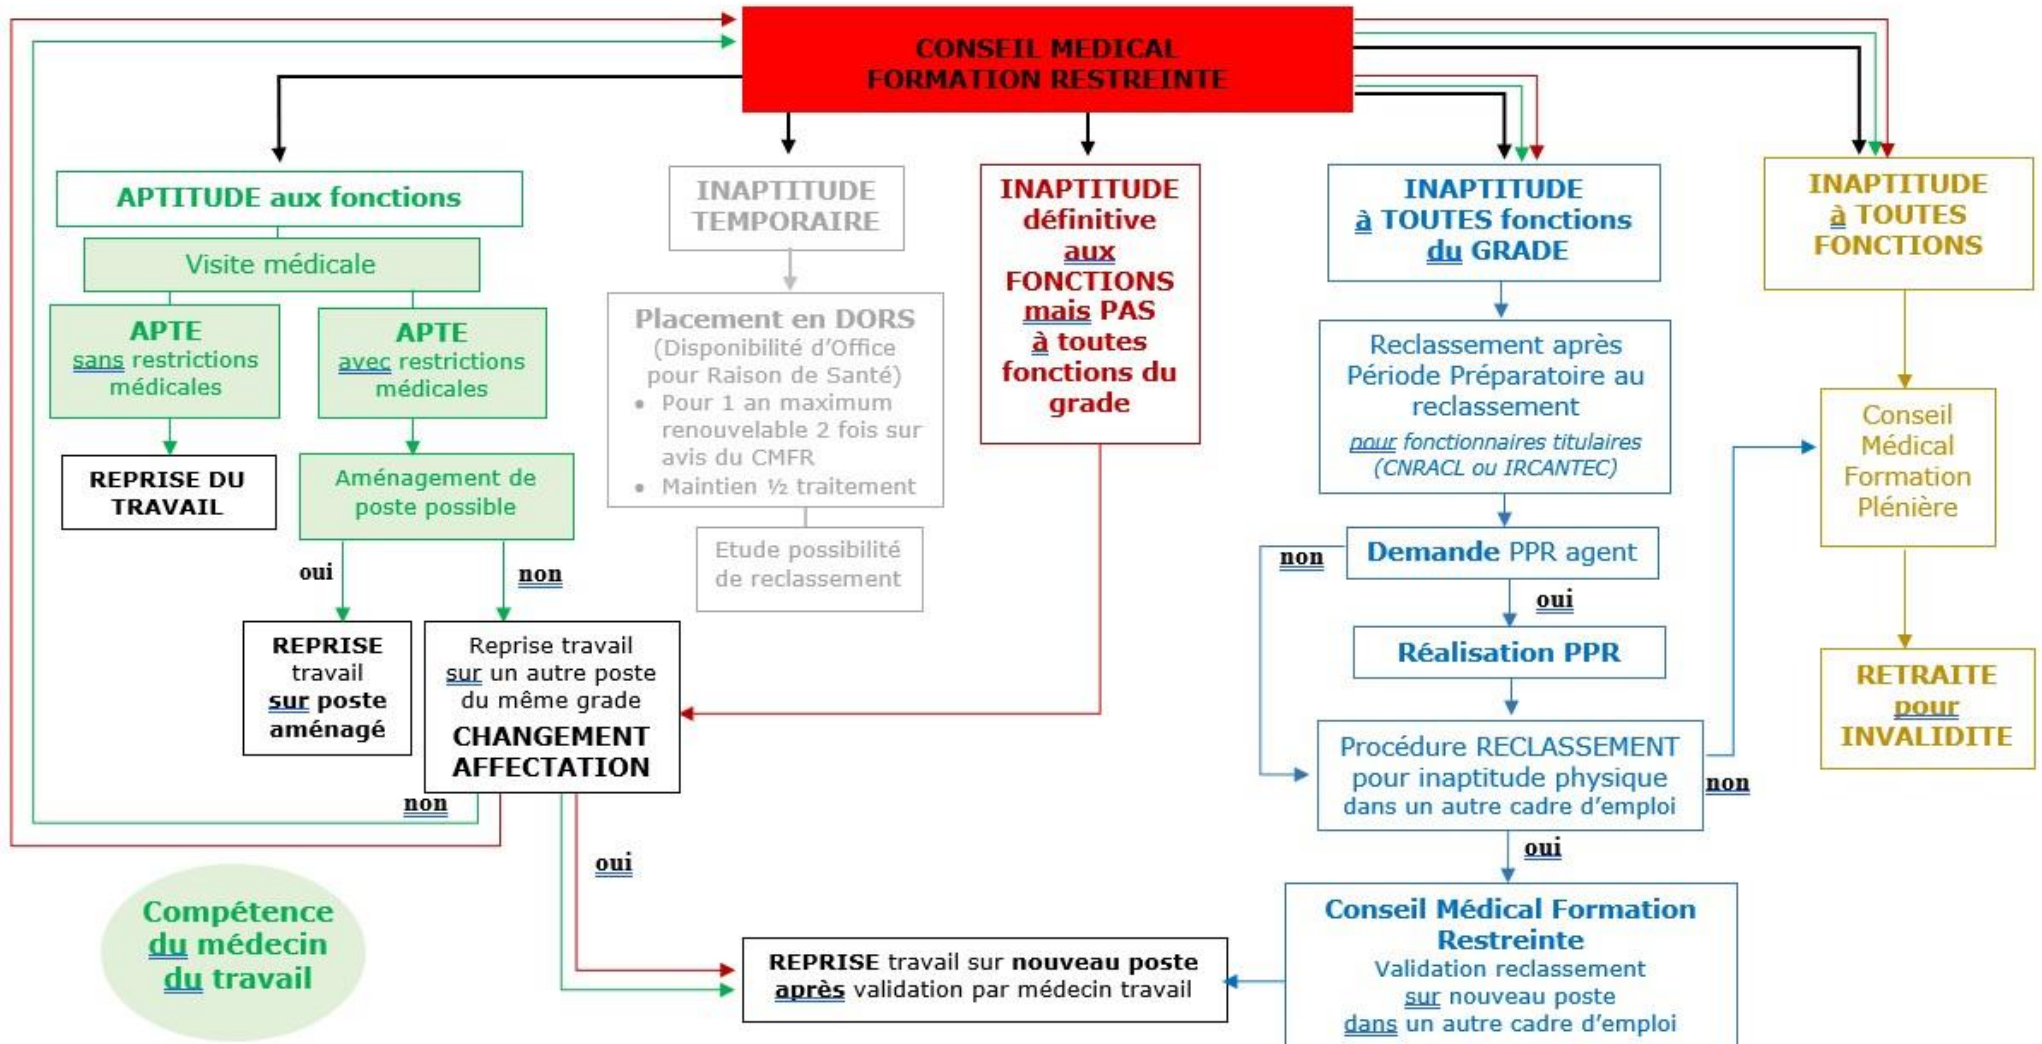 CONSEIL MEDICAL
FORMATION RESTREINTE
APTITUDE aux fonctions
Visite médicale
APTE
sans restrictions
médicales
APTE
avec restrictions
médicales
REPRISE DU
TRAVAIL
Aménagement de
poste possible
oui
non
REPRISE
travail
sur poste
aménagé
Reprise travail
sur un autre poste
du même grade
CHANGEMENT
AFFECTATION
non
oui
Compétence
du médecin
du travail
INAPTITUDE
TEMPORAIRE
Placement en DORS
(Disponibilité d'Office
pour Raison de Santé)
• Pour 1 an maximum
renouvelable 2 fois sur
avis du CMFR
• Maintien ½ traitement
Etude possibilité
de reclassement
INAPTITUDE
définitive
aux
FONCTIONS
mais PAS
à toutes
fonctions du
grade
INAPTITUDE
à TOUTES fonctions
du GRADE
Reclassement après
Période Préparatoire au
reclassement
pour fonctionnaires titulaires
(CNRACL ou IRCANTEC)
Demande PPR agent
non
oui
Réalisation PPR
Procédure RECLASSEMENT
pour inaptitude physique
dans un autre cadre d'emploi
non
oui
Conseil Médical Formation
Restreinte
Validation reclassement
sur nouveau poste
dans un autre cadre d'emploi
REPRISE travail sur nouveau poste
après validation par médecin travail
INAPTITUDE
à TOUTES
FONCTIONS
Conseil
Médical
Formation
Plénière
RETRAITE
pour
INVALIDITE